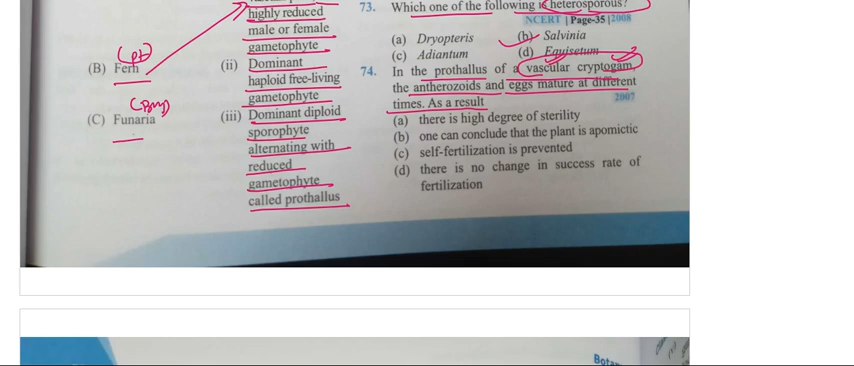 highly reduced
male or female
gametophyte
(B) Fern
(ii) Dominant
haploid free-living
gametophyte
(C) Funaria
(iii) Dominant diploid
sporophyte
alternating with
reduced
gametophyte
called prothallus
73. Which one of the following is heterosporous?
NCERT | Page-35 | 2008
(a) Dryopteris
(b) Salvinia
(c) Adiantum
(d) Equisetum
74. In the prothallus of a vascular cryptogam,
the antherozoids and eggs mature at different
times. As a result
2007
(a) there is high degree of sterility
(b) one can conclude that the plant is apomictic
(c) self-fertilization is prevented
(d) there is no change in success rate of
fertilization